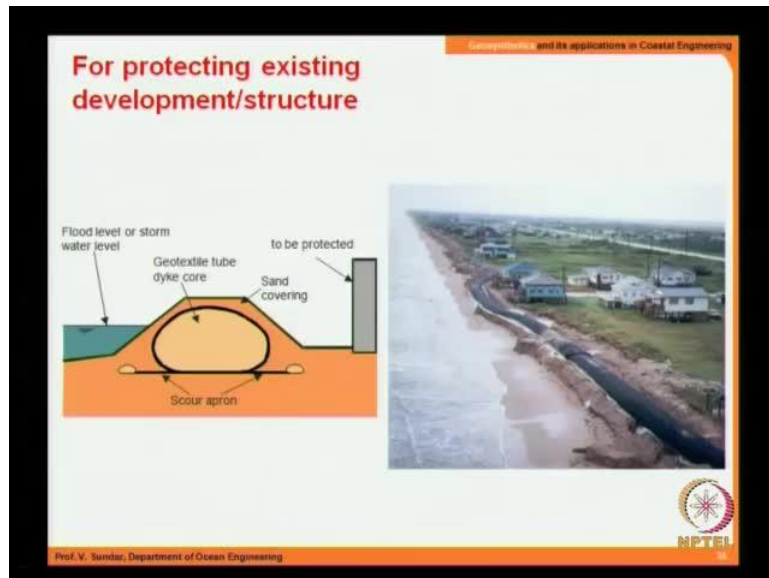 Geosynthetics and its applications in Coastal Engineering
For protecting existing
development/structure
Flood level or storm
water level
Geotextile tube
dyke core
Sand
covering
to be protected
Scour apron
NPTEL
Prof. V. Sundar, Department of Ocean Engineering